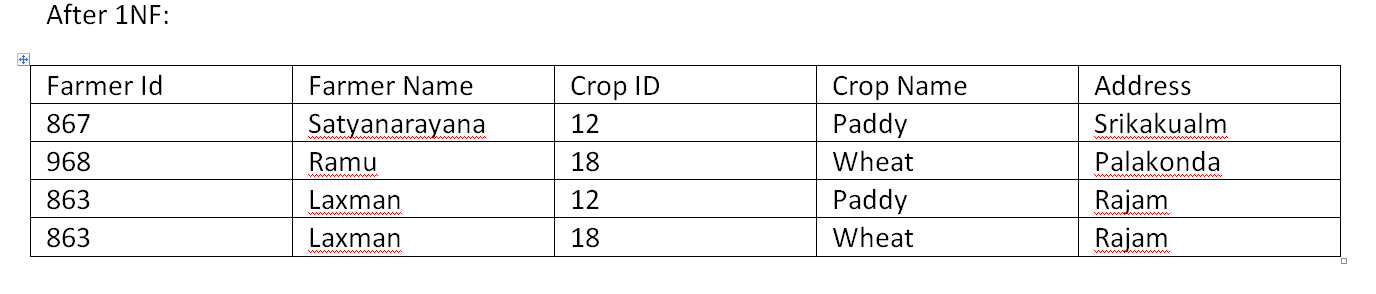 After 1NF:
Farmer Id Farmer Name Crop ID Crop Name Address
867 Satyanarayana 12 Paddy Srikakualm
968 Ramu 18 Wheat Palakonda
863 Laxman 12 Paddy Rajam
863 Laxman 18 Wheat Rajam